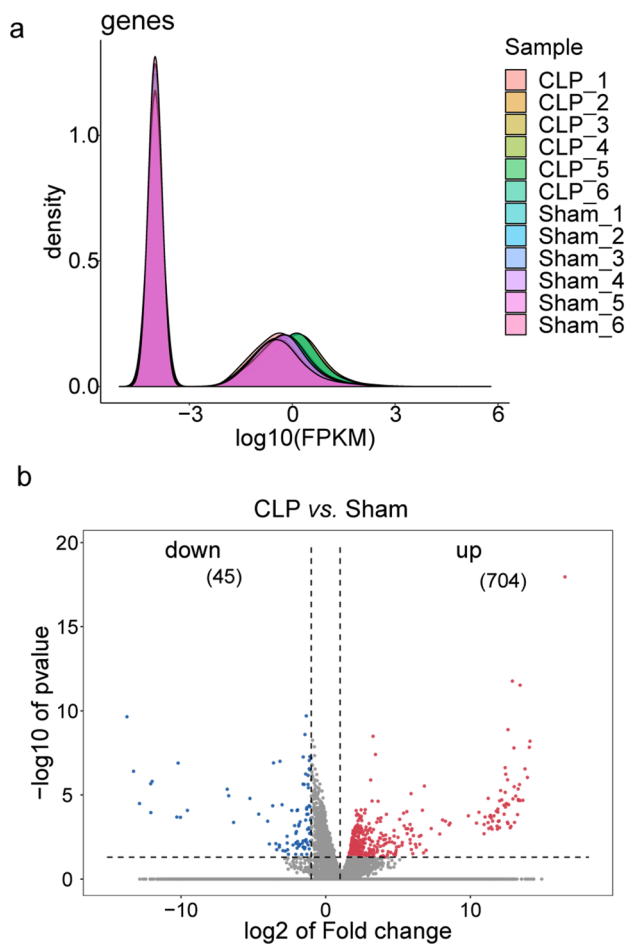 a
genes
density
1.0
0.5
0.0
−3
0
3
6
log10(FPKM)
Sample
CLP_1
CLP_2
CLP_3
CLP_4
CLP_5
CLP_6
Sham_1
Sham_2
Sham_3
Sham_4
Sham_5
Sham_6
b
CLP vs. Sham
down
(45)
up
(704)
−log10 of pvalue
20
15
10
5
0
−10
0
10
log2 of Fold change